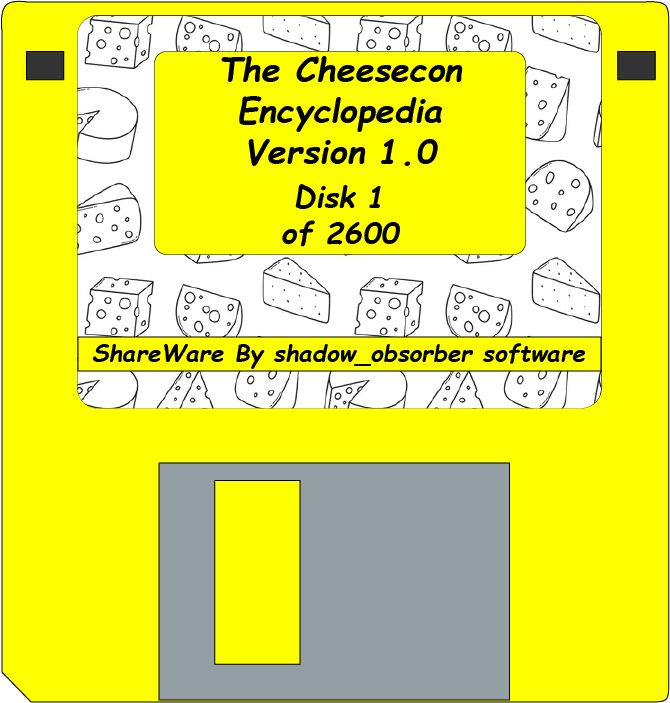 The Cheesecon
Encyclopedia
Version 1.0
Disk 1
of 2600
ShareWare By shadow_obsorber software